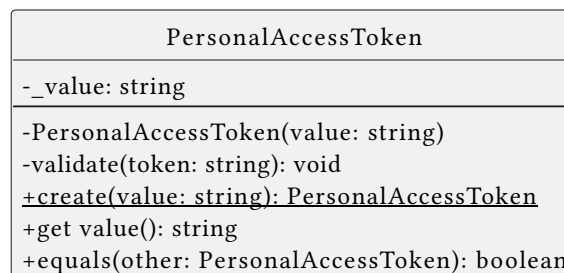 PersonalAccessToken
-_value: string
-PersonalAccessToken(value: string)
-validate(token: string): void
+create(value: string): PersonalAccessToken
+get value(): string
+equals(other: PersonalAccessToken): boolean